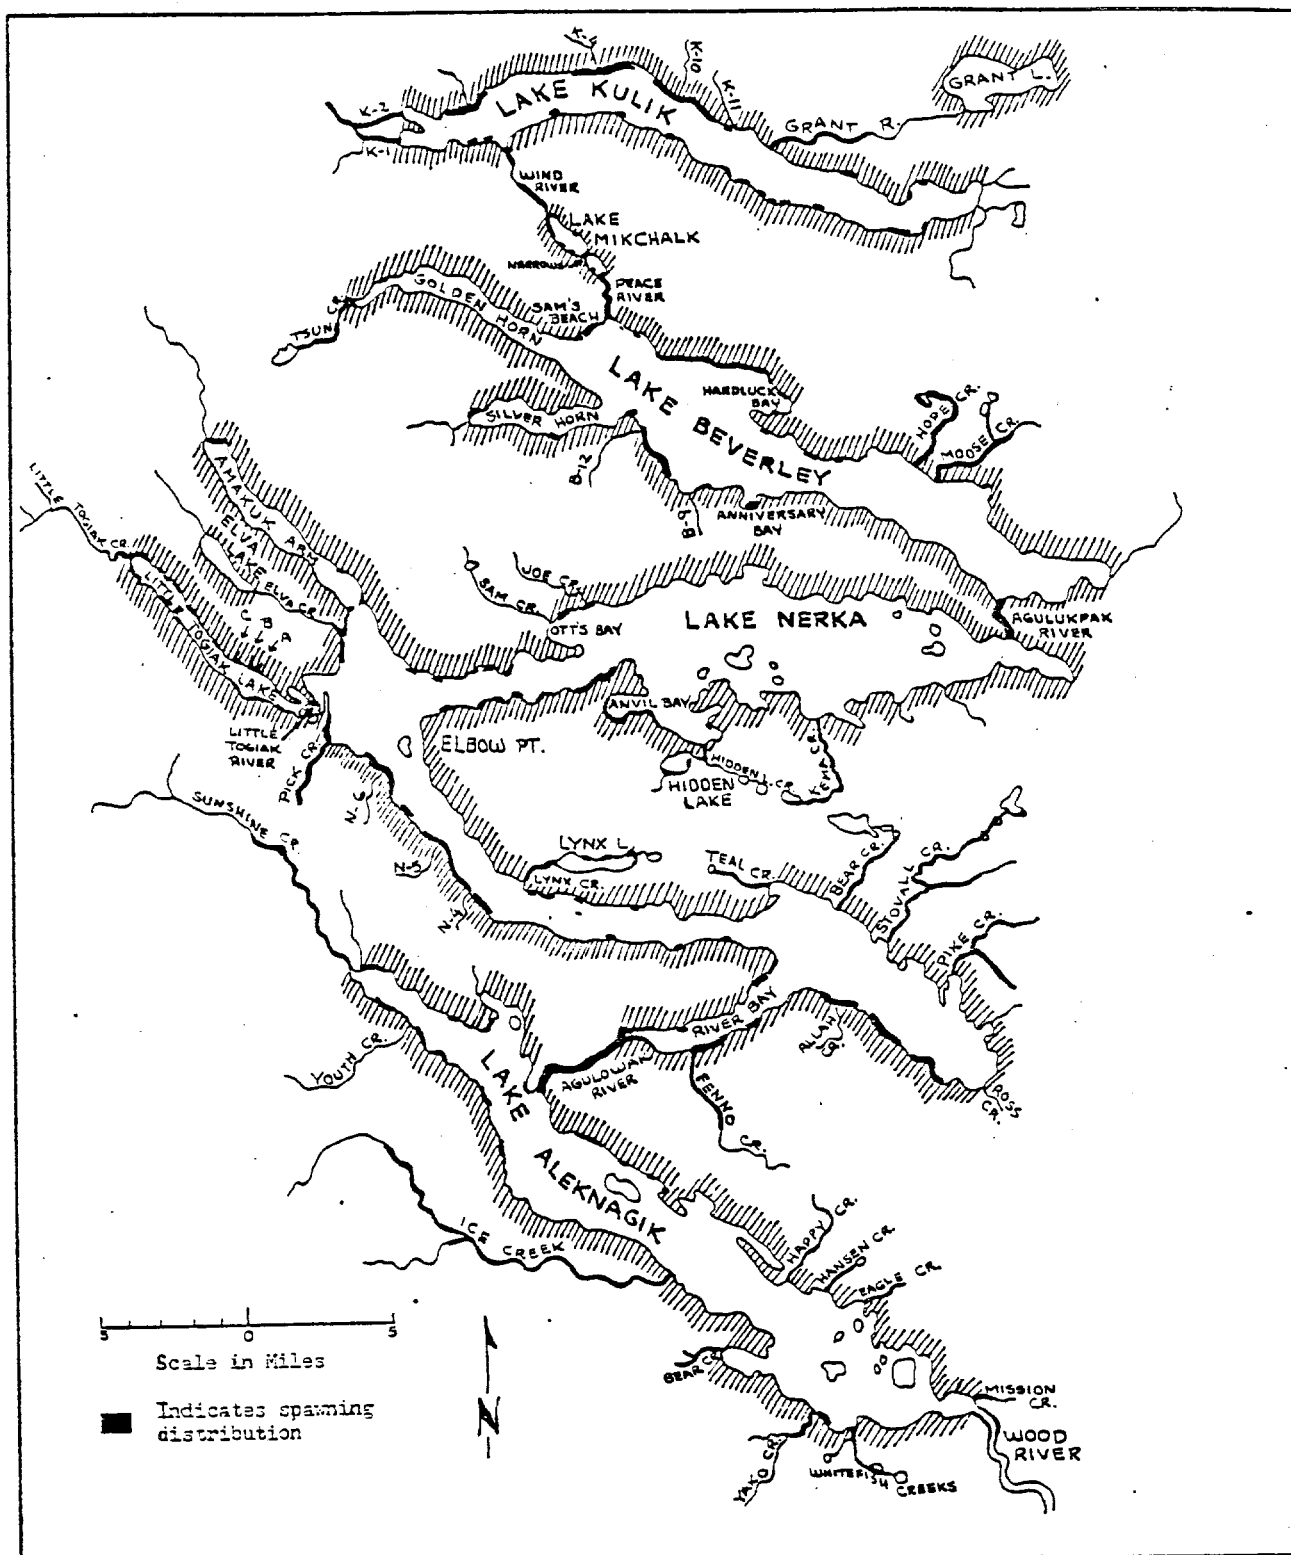 K-4
K-10
K-11
GRANT L.
K-2
LAKE KULIK
GRANT R.
K-1
WIND
RIVER
LAKE
MIKCHALK
NARROWS
PEACE
RIVER
GOLDEN HORN
SAM'S
BEACH
TSUN CR.
LAKE BEVERLEY
HARDLUCK
BAY
HOPE CR.
MOOSE CR.
SILVER HORN
B-12
ANNIVERSARY
BAY
AMAKUK ARM
LITTLE
TOGIAK CR.
ELVA
LAKE
ELVA CR.
JOE CR.
SAM CR.
OTT'S BAY
LAKE NERKA
AGULUKPAK
RIVER
C
B
A
LITTLE TOGIAK LAKE
ANVIL BAY
ELBOW PT.
LITTLE
TOGIAK
RIVER
PICK CR.
HIDDEN L. CR.
HIDDEN
LAKE
KEMA CR.
SUNSHINE CR.
N-6
N-5
N-4
LYNX L.
LYNX CR.
TEAL CR.
BEAR CR.
STOVALL CR.
PIKE CR.
RIVER BAY
ALLAH
CR.
YOUTH CR.
LAKE
ALEKNAGIK
AGULOWAK
RIVER
FENNO CR.
ROSS
CR.
ICE
CREEK
HAPPY CR.
HANSEN CR.
EAGLE CR.
5 0 5
Scale in Miles
Indicates spawning
distribution
N
BEAR CR.
MISSION
CR.
WOOD
RIVER
YAKO CR.
WHITEFISH
CREEKS